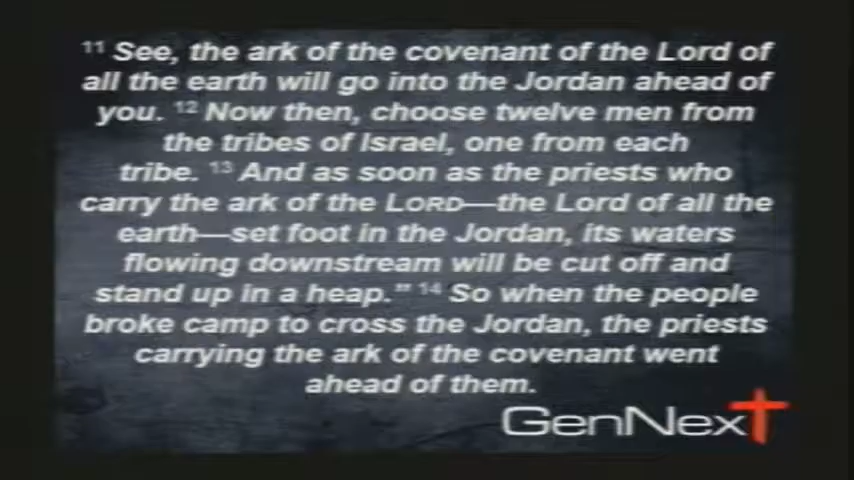 11 See, the ark of the covenant of the Lord of
all the earth will go into the Jordan ahead of
you. 12 Now then, choose twelve men from
the tribes of Israel, one from each
tribe. 13 And as soon as the priests who
carry the ark of the LORD—the Lord of all the
earth—set foot in the Jordan, its waters
flowing downstream will be cut off and
stand up in a heap.” 14 So when the people
broke camp to cross the Jordan, the priests
carrying the ark of the covenant went
ahead of them.
GenNext